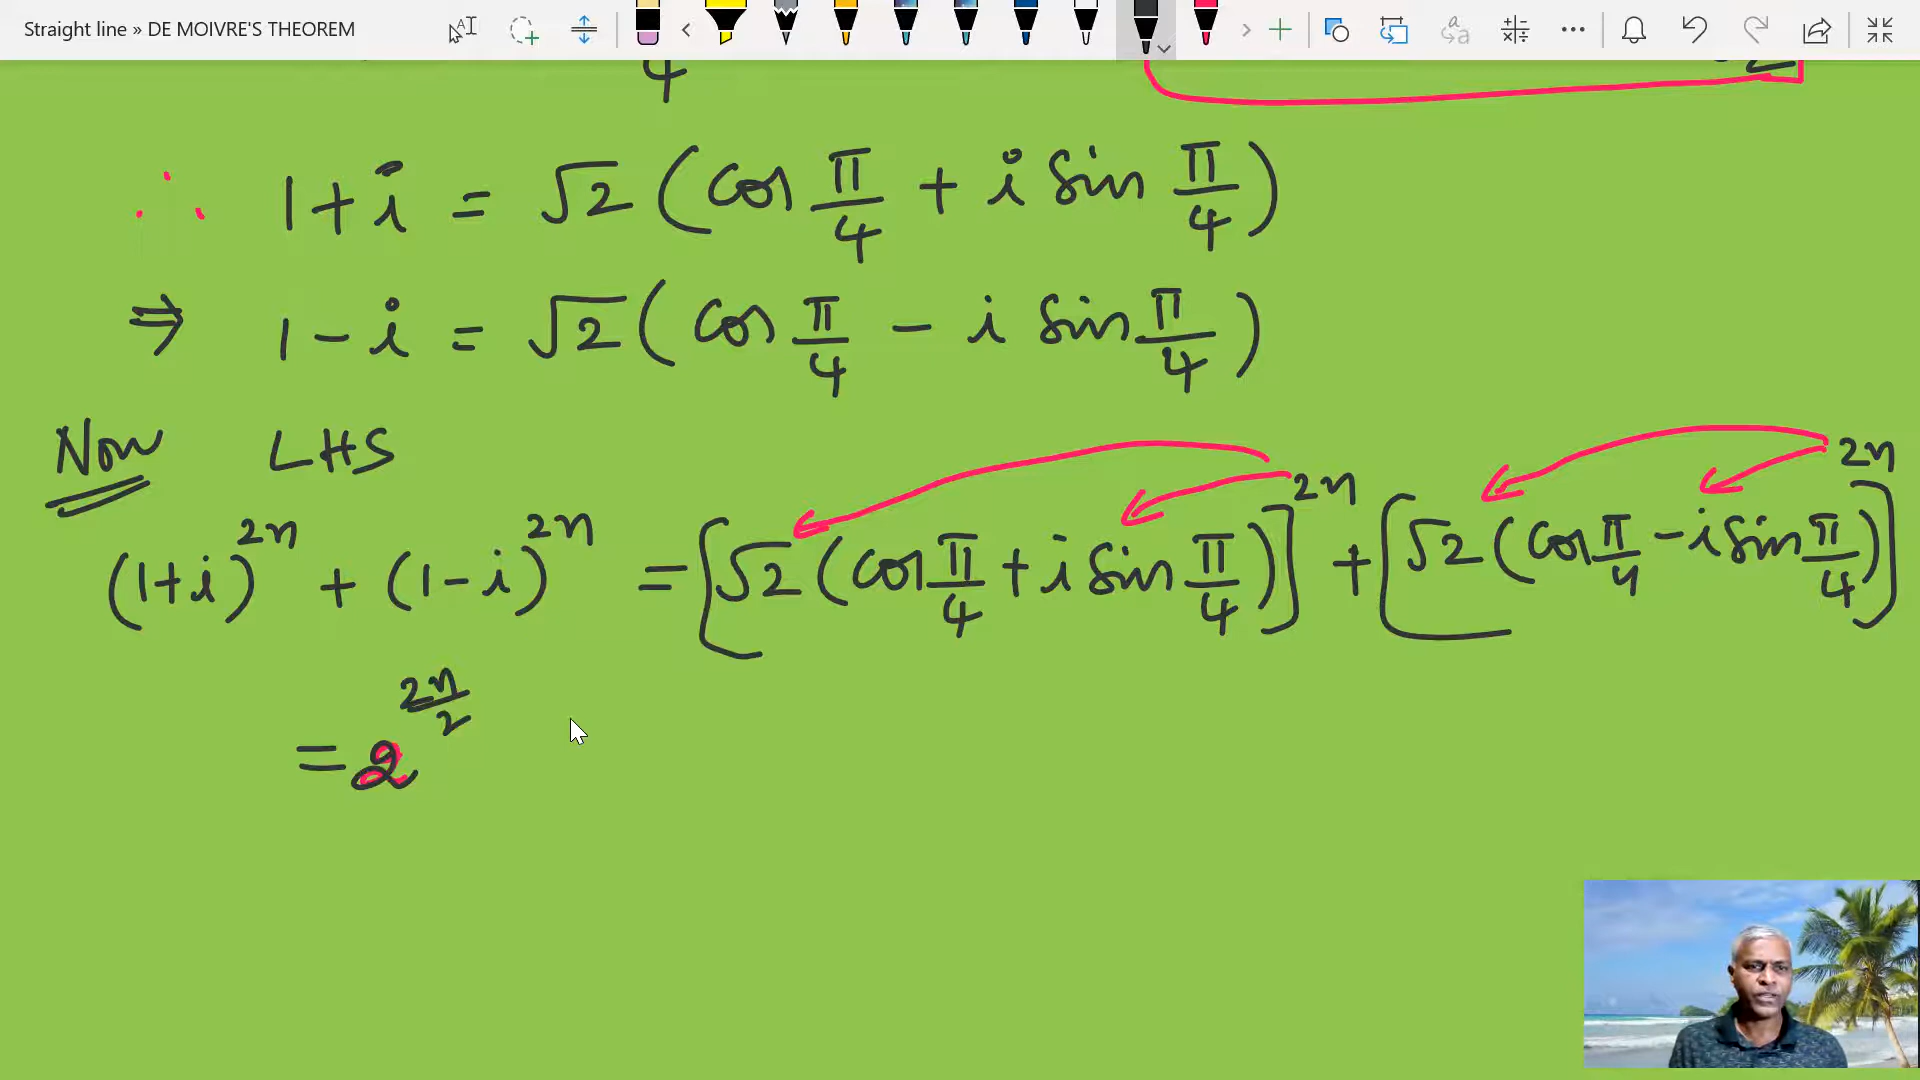 Straight line » DE MOIVRE'S THEOREM
4
∴ 1+i = √2 (cos π/4 + i sin π/4)
⇒ 1-i = √2 (cos π/4 - i sin π/4)
Now LHS
(1+i)^2n + (1-i)^2n = [√2 (cos π/4 + i sin π/4)]^2n + [√2 (cos π/4 - i sin π/4)]^2n
= 2^2n/2